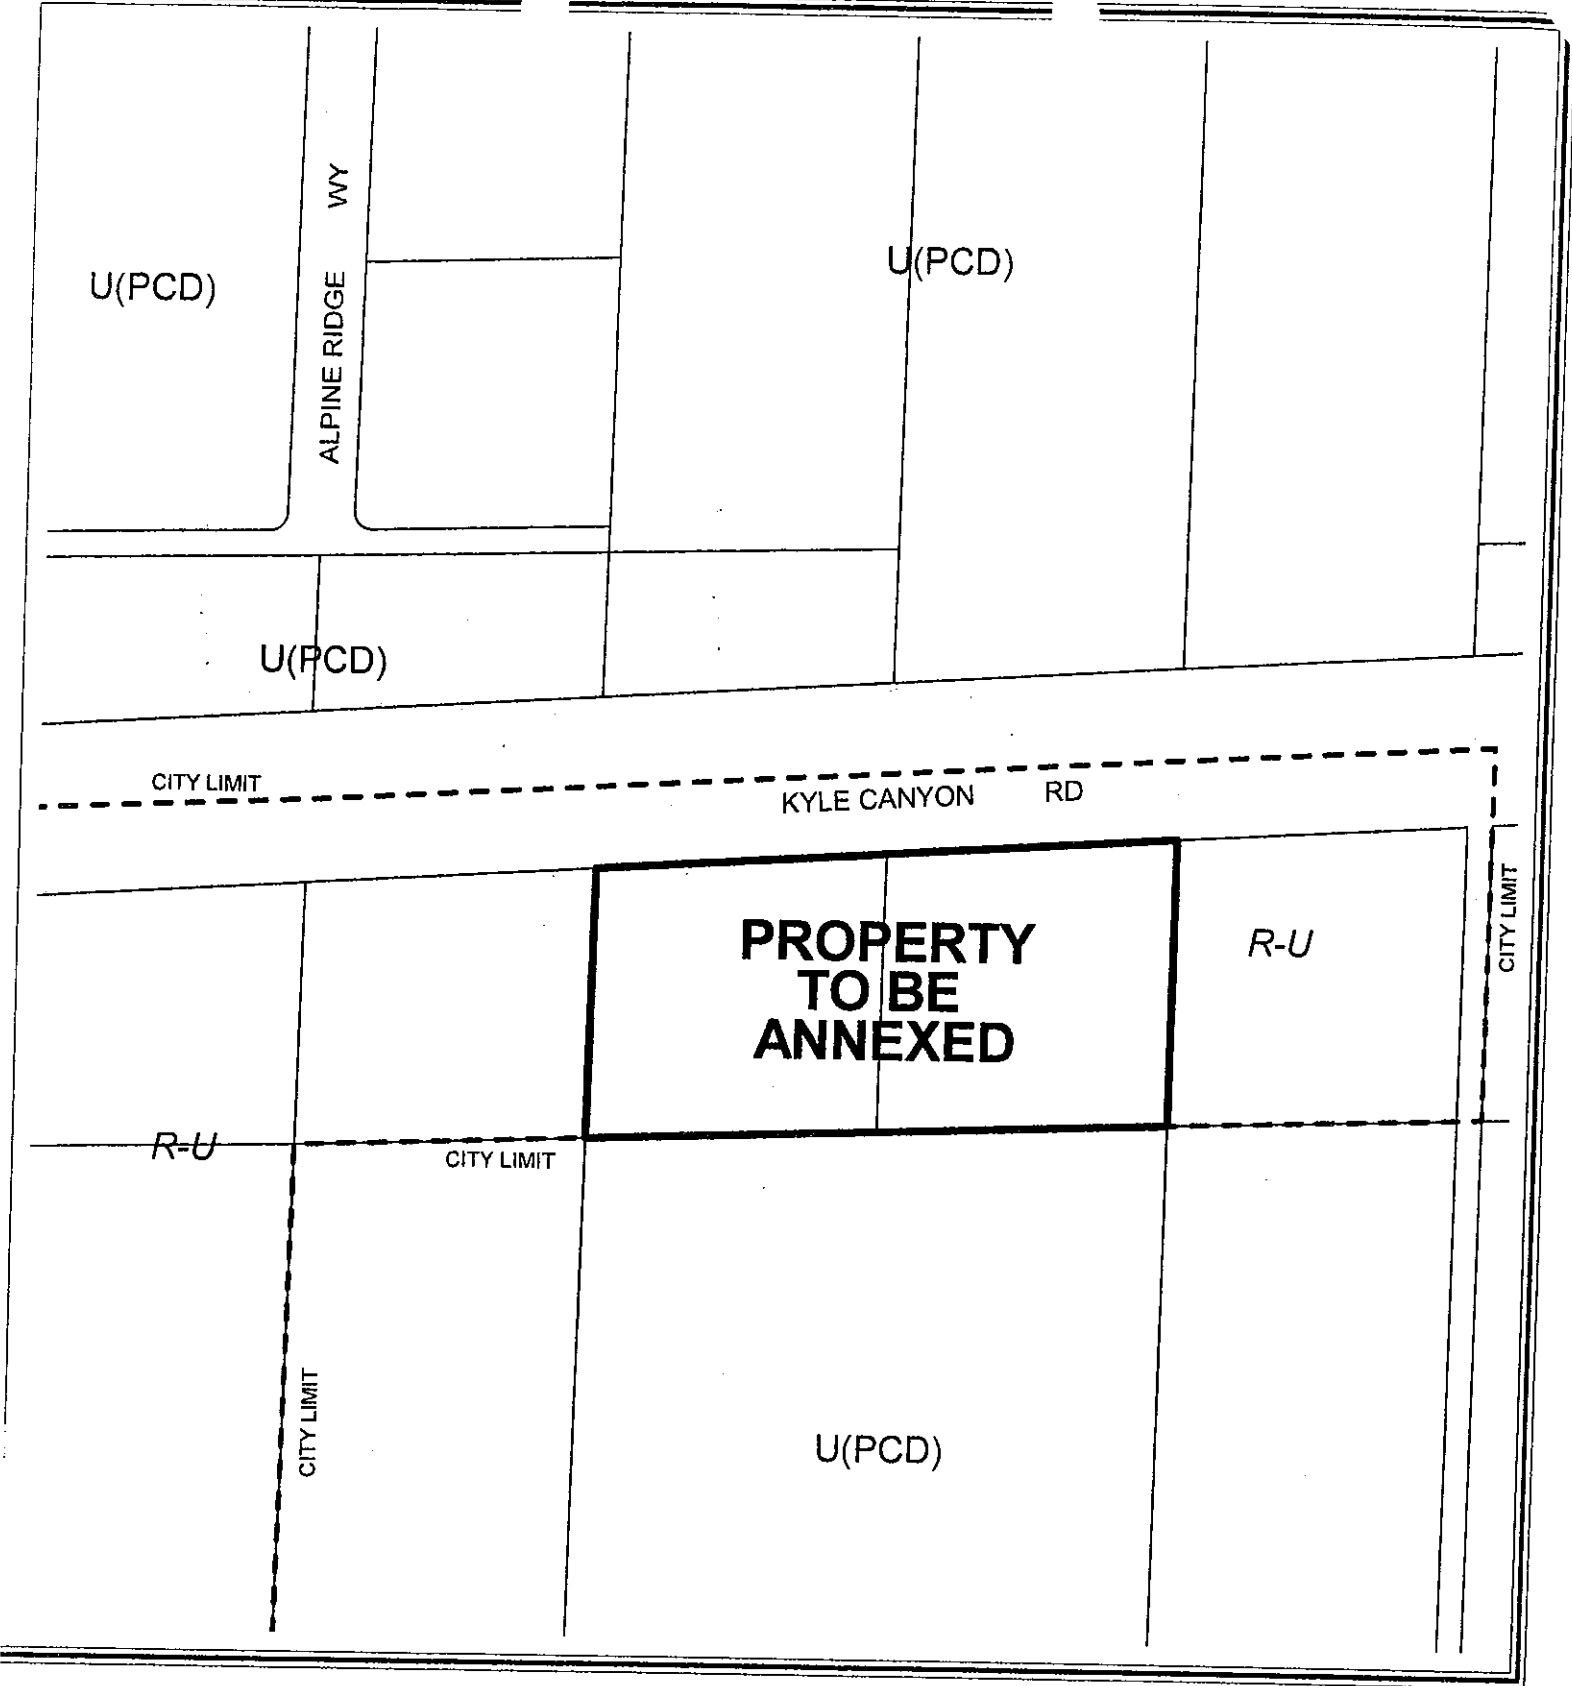 WY
ALPINE RIDGE
U(PCD)
U(PCD)
U(PCD)
CITY LIMIT
KYLE CANYON RD
CITY LIMIT
PROPERTY
TO BE
ANNEXED
R-U
R-U
CITY LIMIT
CITY LIMIT
U(PCD)